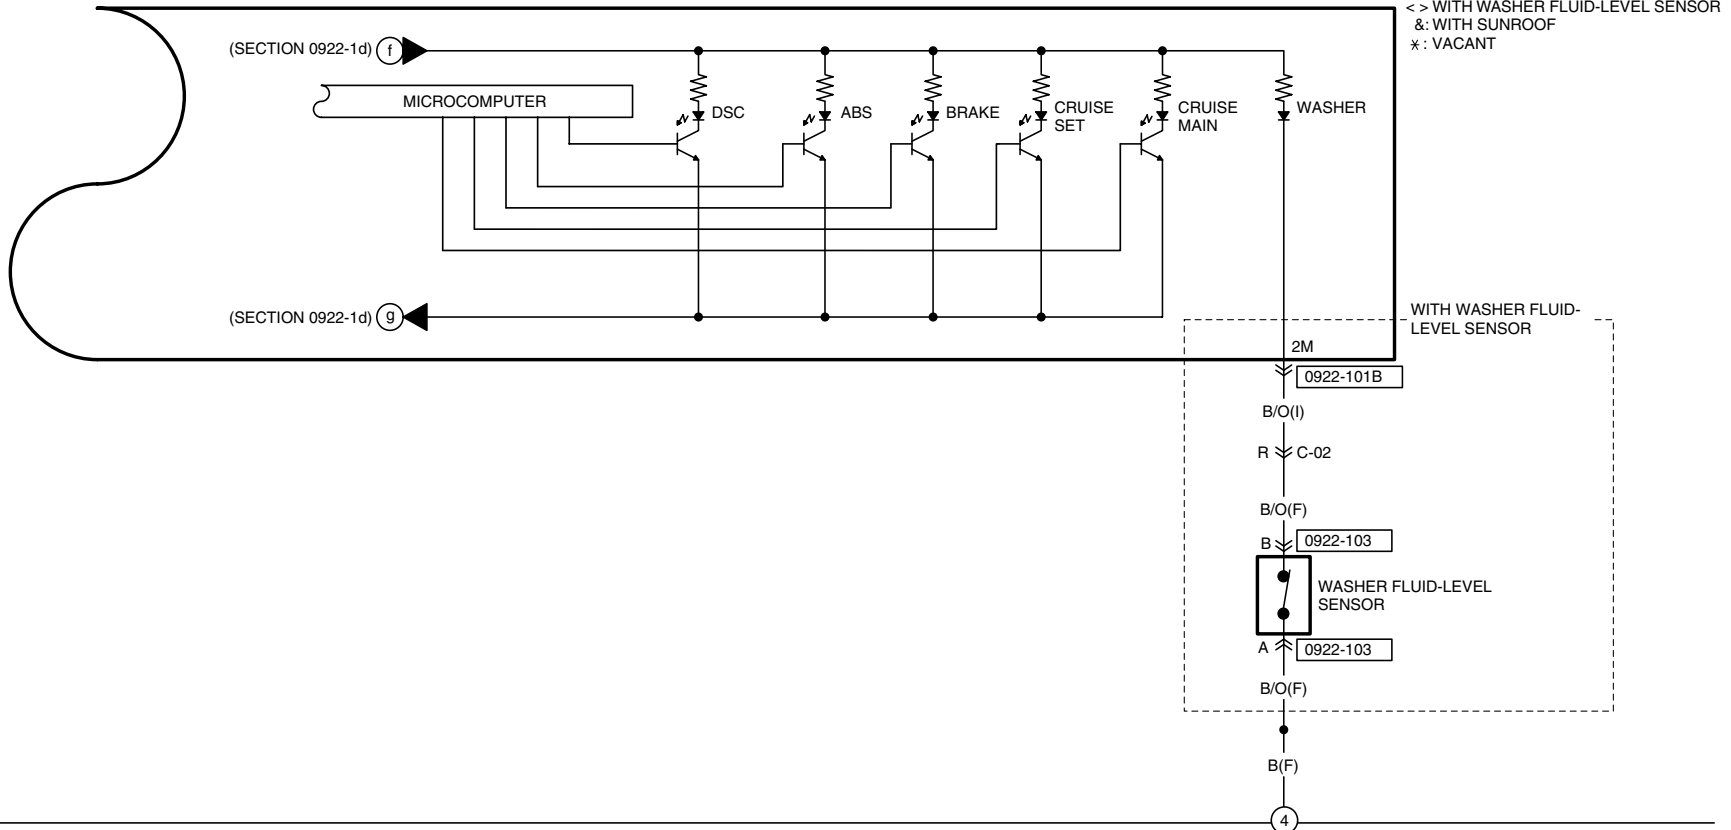 < > WITH WASHER FLUID-LEVEL SENSOR
&: WITH SUNROOF
*: VACANT
(SECTION 0922-1d) f
MICROCOMPUTER
DSC
ABS
BRAKE
CRUISE
SET
CRUISE
MAIN
WASHER
(SECTION 0922-1d) g
WITH WASHER FLUID-
LEVEL SENSOR
2M
0922-101B
B/O(I)
R C-02
B/O(F)
B 0922-103
WASHER FLUID-LEVEL
SENSOR
A 0922-103
B/O(F)
B(F)
4